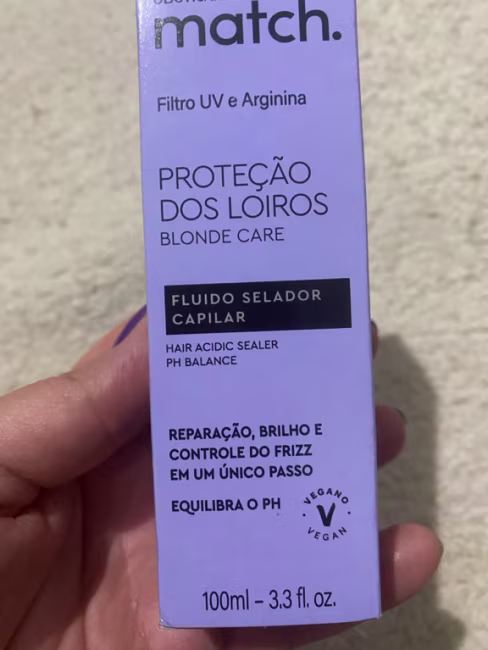 match.
Filtro UV e Arginina
PROTEÇÃO
DOS LOIROS
BLONDE CARE
FLUIDO SELADOR
CAPILAR
HAIR ACIDIC SEALER
PH BALANCE
REPARAÇÃO, BRILHO E
CONTROLE DO FRIZZ
EM UM ÚNICO PASSO
EQUILIBRA O PH
VEGANO
V
VEGAN
100ml – 3.3 fl. oz.